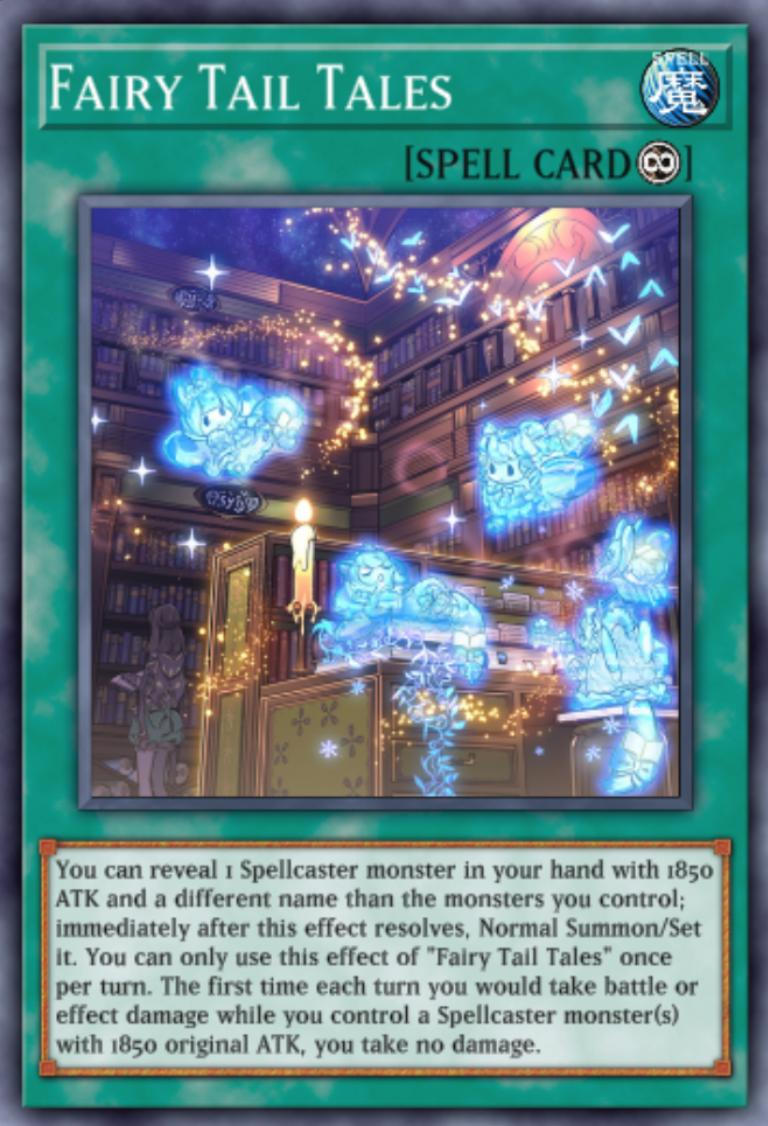 FAIRY TAIL TALES
SPELL
魔
[SPELL CARD]
You can reveal 1 Spellcaster monster in your hand with 1850
ATK and a different name than the monsters you control;
immediately after this effect resolves, Normal Summon/Set
it. You can only use this effect of "Fairy Tail Tales" once
per turn. The first time each turn you would take battle or
effect damage while you control a Spellcaster monster(s)
with 1850 original ATK, you take no damage.